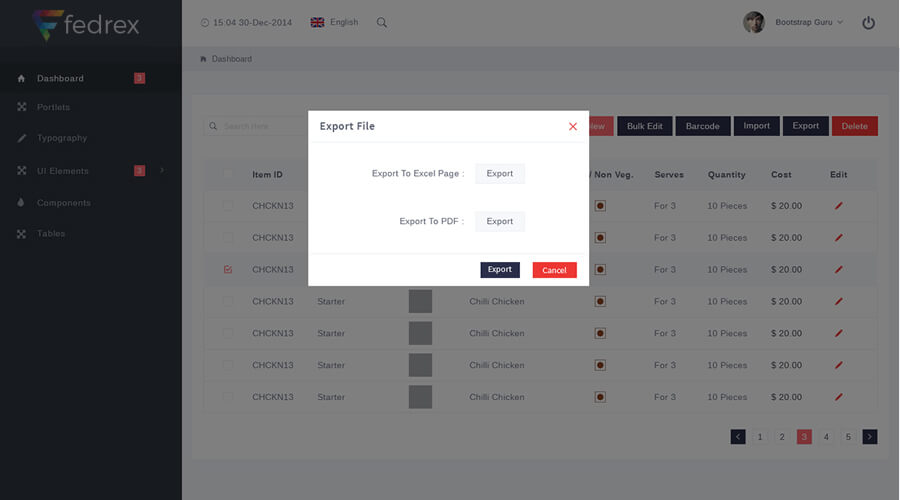 fedrex
15:04 30-Dec-2014
English
Bootstrap Guru
Dashboard 3
Portlets
Typography
UI Elements 3
Components
Tables
Dashboard
Search Here
Bulk Edit
Barcode
Import
Export
Delete
Export File
Export To Excel Page :
Export
Export To PDF :
Export
Export
Cancel
Item ID / Non Veg. Serves Quantity Cost Edit
CHCKN13 For 3 10 Pieces $ 20.00
CHCKN13 For 3 10 Pieces $ 20.00
CHCKN13 For 3 10 Pieces $ 20.00
CHCKN13 Starter Chilli Chicken For 3 10 Pieces $ 20.00
CHCKN13 Starter Chilli Chicken For 3 10 Pieces $ 20.00
CHCKN13 Starter Chilli Chicken For 3 10 Pieces $ 20.00
CHCKN13 Starter Chilli Chicken For 3 10 Pieces $ 20.00
1 2 3 4 5